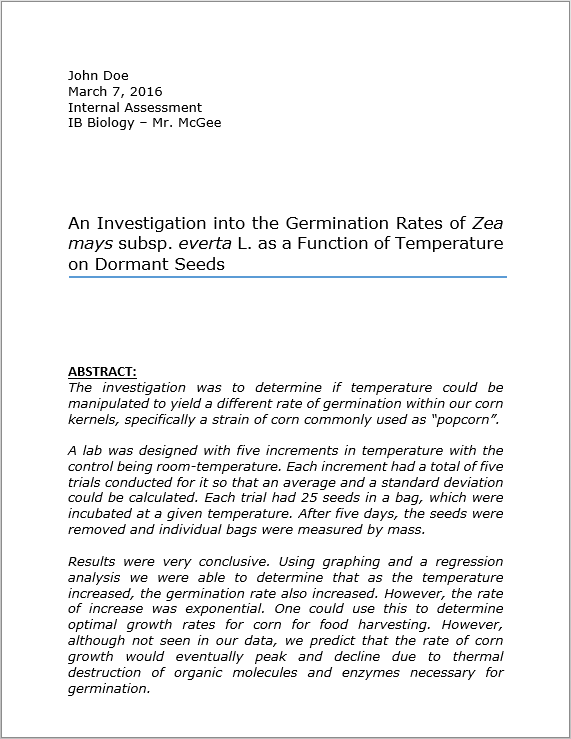 John Doe
March 7, 2016
Internal Assessment
IB Biology – Mr. McGee
An Investigation into the Germination Rates of Zea
mays subsp. everta L. as a Function of Temperature
on Dormant Seeds
ABSTRACT:
The investigation was to determine if temperature could be
manipulated to yield a different rate of germination within our corn
kernels, specifically a strain of corn commonly used as “popcorn”.
A lab was designed with five increments in temperature with the
control being room-temperature. Each increment had a total of five
trials conducted for it so that an average and a standard deviation
could be calculated. Each trial had 25 seeds in a bag, which were
incubated at a given temperature. After five days, the seeds were
removed and individual bags were measured by mass.
Results were very conclusive. Using graphing and a regression
analysis we were able to determine that as the temperature
increased, the germination rate also increased. However, the rate
of increase was exponential. One could use this to determine
optimal growth rates for corn for food harvesting. However,
although not seen in our data, we predict that the rate of corn
growth would eventually peak and decline due to thermal
destruction of organic molecules and enzymes necessary for
germination.